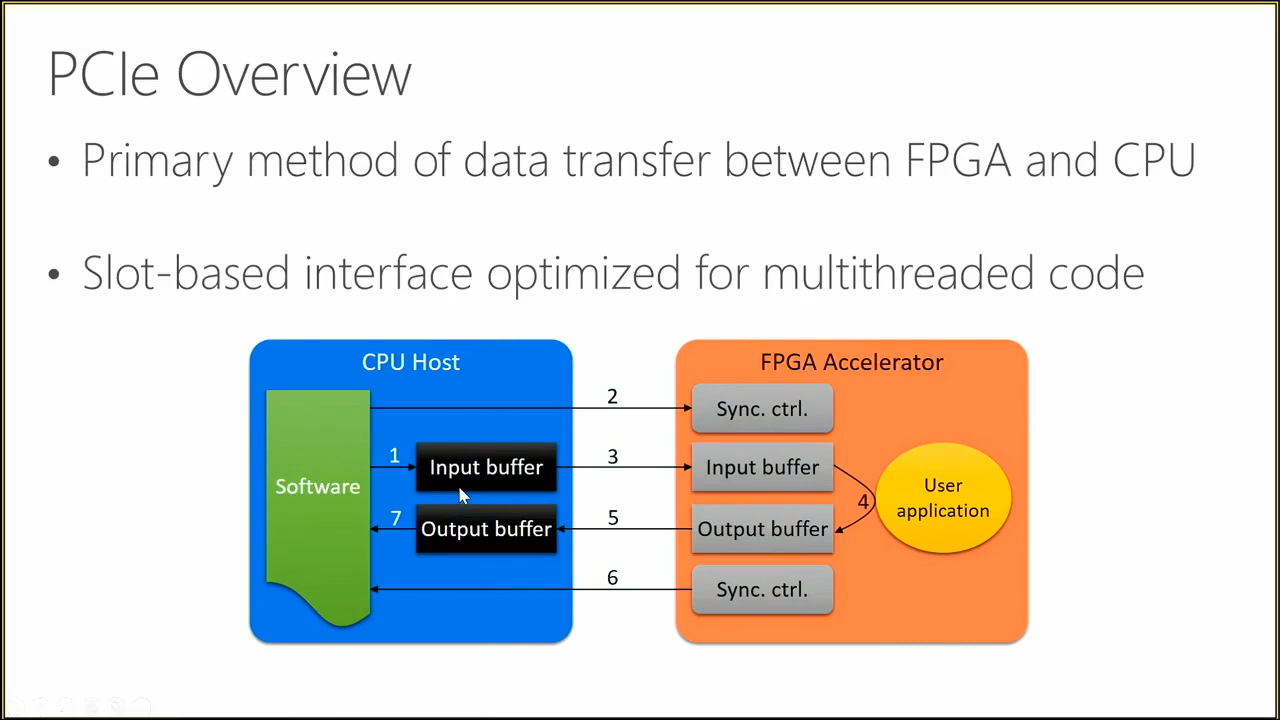 PCIe Overview
• Primary method of data transfer between FPGA and CPU
• Slot-based interface optimized for multithreaded code
CPU Host
FPGA Accelerator
2
Sync. ctrl.
1
Input buffer
3
Input buffer
Software
User
application
4
7
Output buffer
5
Output buffer
6
Sync. ctrl.